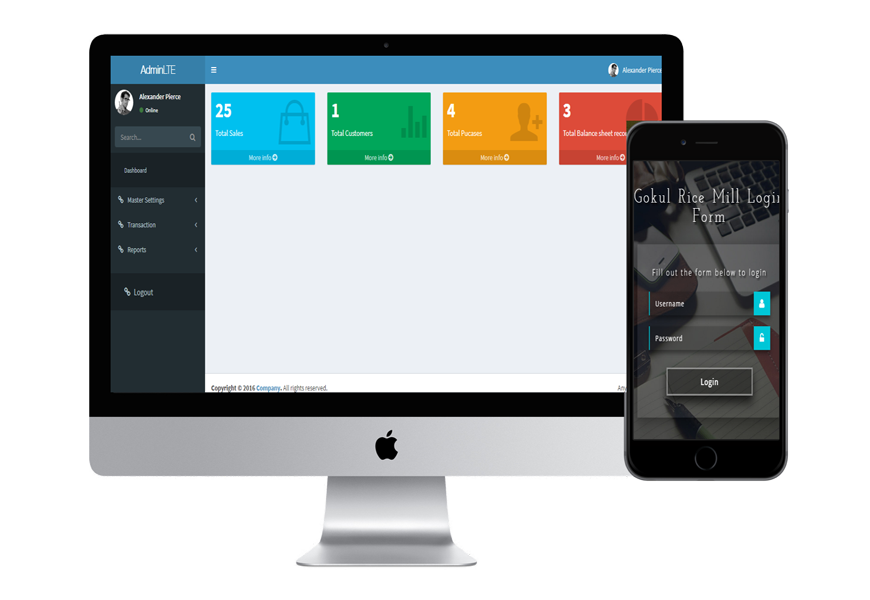 AdminLTE
Alexander Pierce
Alexander Pierce
Online
Search...
Dashboard
Master Settings
Transaction
Reports
Logout
25
Total Sales
More info
1
Total Customers
More info
4
Total Pucases
More info
3
Total Balance sheet reco
More info
Copyright © 2016 Company. All rights reserved.
Any
Gokul Rice Mill Login
Form
Fill out the form below to login
Username
Password
Login